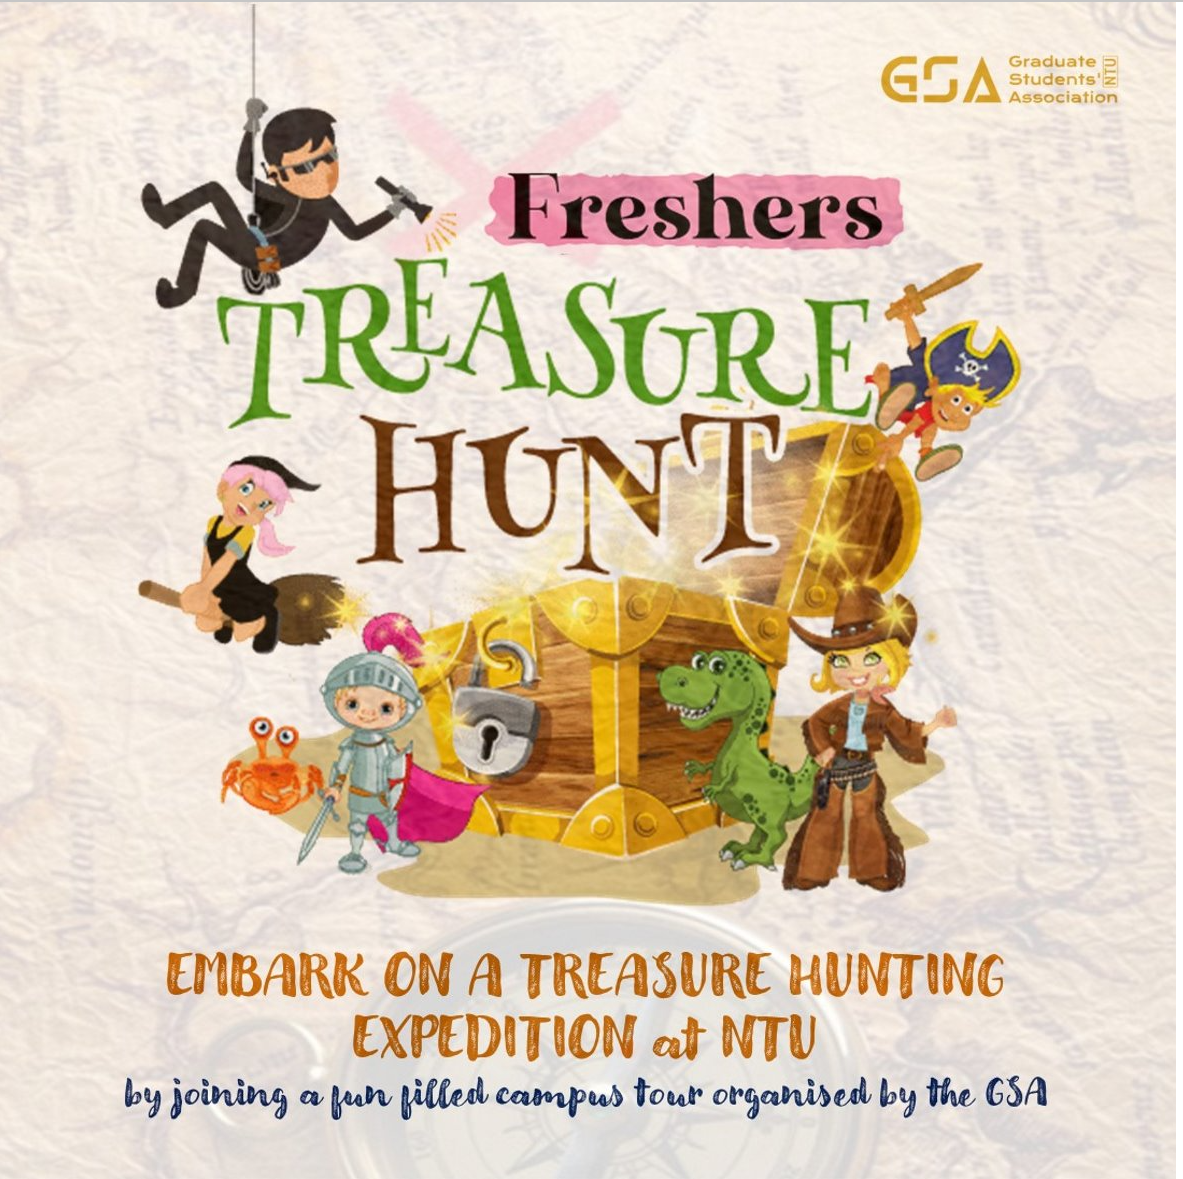 GSA
Graduate
Students'
Association
NTU
Freshers
TREASURE
HUNT
EMBARK ON A TREASURE HUNTING
EXPEDITION at NTU
by joining a fun filled campus tour organised by the GSA